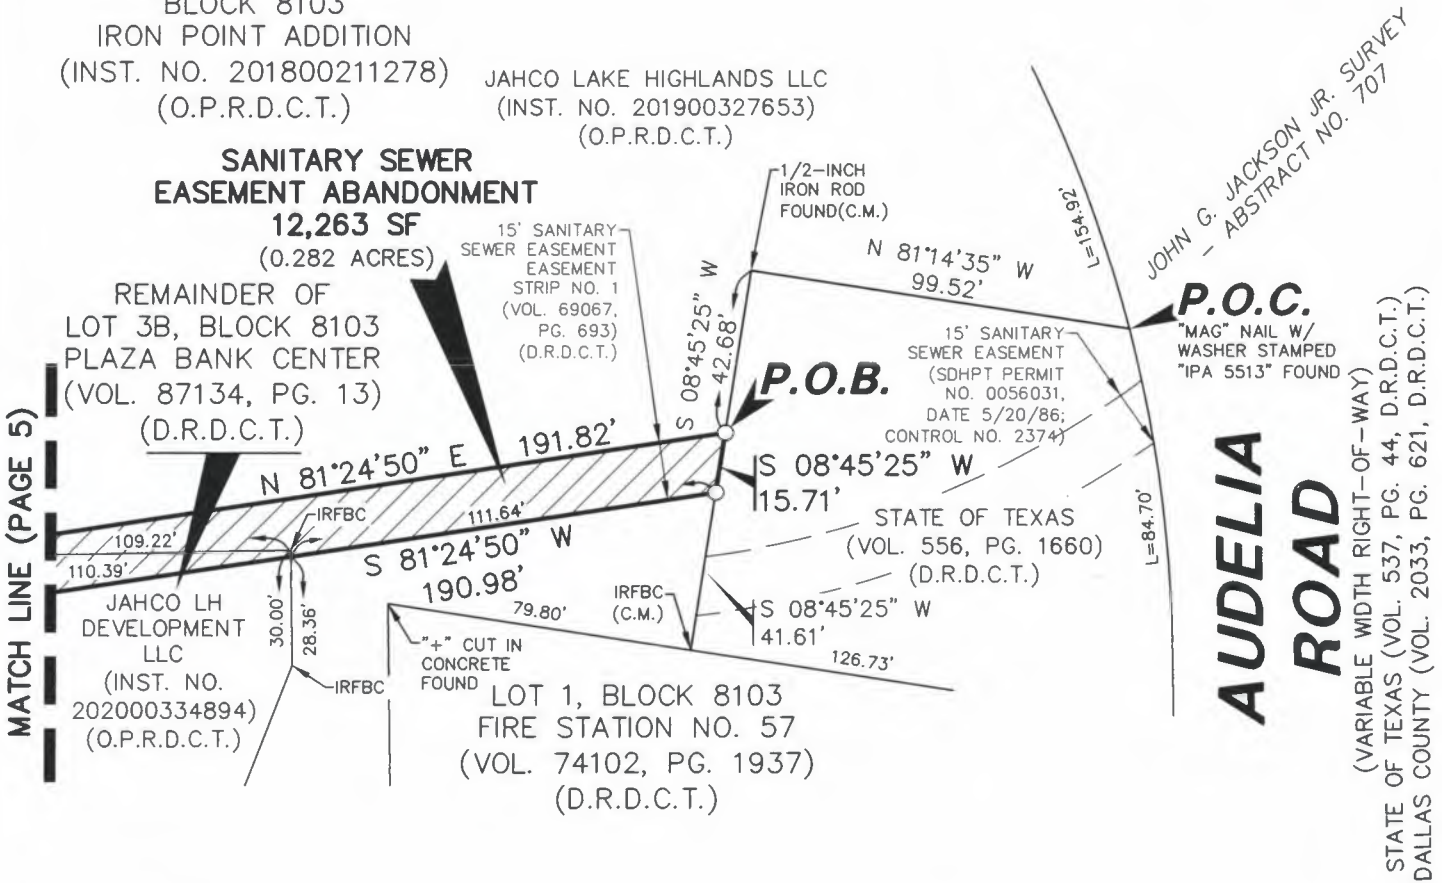 BLOCK 8103
IRON POINT ADDITION
(INST. NO. 201800211278)
(O.P.R.D.C.T.)
JAHCO LAKE HIGHLANDS LLC
(INST. NO. 201900327653)
(O.P.R.D.C.T.)
SANITARY SEWER
EASEMENT ABANDONMENT
12,263 SF
(0.282 ACRES)
15' SANITARY
SEWER EASEMENT
EASEMENT
STRIP NO. 1
(VOL. 69067,
PG. 693)
(D.R.D.C.T.)
REMAINDER OF
LOT 3B, BLOCK 8103
PLAZA BANK CENTER
(VOL. 87134, PG. 13)
(D.R.D.C.T.)
1/2-INCH
IRON ROD
FOUND(C.M.)
S 08°45'25" W
42.68'
N 81°14'35" W
99.52'
L=154.92'
JOHN G. JACKSON JR. SURVEY
- ABSTRACT NO. 707
P.O.C.
"MAG" NAIL W/
WASHER STAMPED
"IPA 5513" FOUND
15' SANITARY
SEWER EASEMENT
(SDHPT PERMIT
NO. 0056031,
DATE 5/20/86;
CONTROL NO. 2374)
P.O.B.
N 81°24'50" E 191.82'
S 08°45'25" W
15.71'
MATCH LINE (PAGE 5)
109.22'
110.39'
IRFBC
111.64'
S 81°24'50" W
190.98'
STATE OF TEXAS
(VOL. 556, PG. 1660)
(D.R.D.C.T.)
L=84.70'
JAHCO LH
DEVELOPMENT
LLC
(INST. NO.
202000334894)
(O.P.R.D.C.T.)
30.00'
28.36'
IRFBC
79.80'
"+" CUT IN
CONCRETE
FOUND
IRFBC
(C.M.)
S 08°45'25" W
41.61'
126.73'
LOT 1, BLOCK 8103
FIRE STATION NO. 57
(VOL. 74102, PG. 1937)
(D.R.D.C.T.)
AUDELIA
ROAD
(VARIABLE WIDTH RIGHT-OF-WAY)
STATE OF TEXAS (VOL. 537, PG. 44, D.R.D.C.T.)
DALLAS COUNTY (VOL. 2033, PG. 621, D.R.D.C.T.)